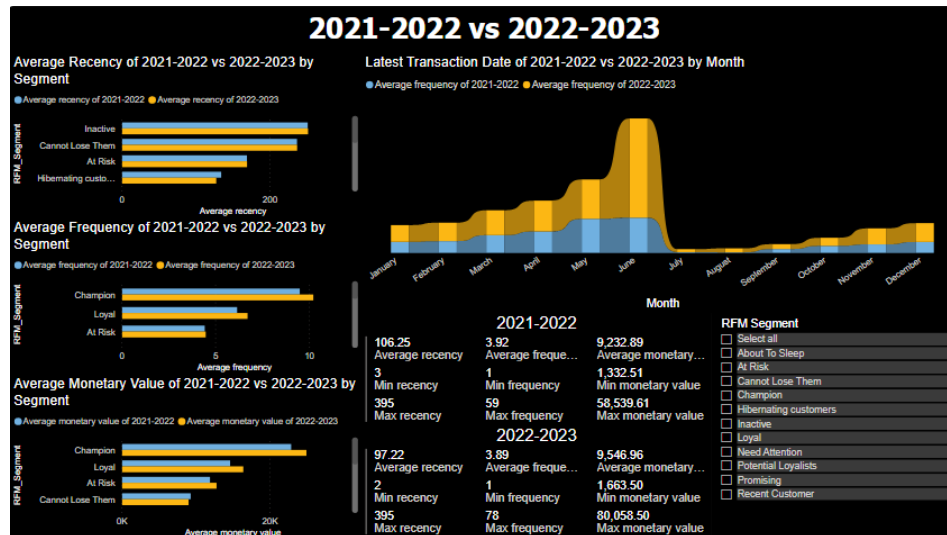 2021-2022 vs 2022-2023
Average Recency of 2021-2022 vs 2022-2023 by
Segment
Average recency of 2021-2022 Average recency of 2022-2023
RFM_Segment
Inactive
Cannot Lose Them
At Risk
Hibernating custo...
0 200
Average recency
Average Frequency of 2021-2022 vs 2022-2023 by
Segment
Average frequency of 2021-2022 Average frequency of 2022-2023
RFM_Segment
Champion
Loyal
At Risk
0 5 10
Average frequency
Average Monetary Value of 2021-2022 vs 2022-2023 by
Segment
Average monetary value of 2021-2022 Average monetary value of 2022-2023
RFM_Segment
Champion
Loyal
At Risk
Cannot Lose Them
0K 20K
Average monetary value
Latest Transaction Date of 2021-2022 vs 2022-2023 by Month
Average frequency of 2021-2022 Average frequency of 2022-2023
January February March April May June July August September October November December
Month
2021-2022
106.25 3.92 9,232.89
Average recency Average freque... Average monetary...
3 1 1,332.51
Min recency Min frequency Min monetary value
395 59 58,539.61
Max recency Max frequency Max monetary value
2022-2023
97.22 3.89 9,546.96
Average recency Average freque... Average monetary...
2 1 1,663.50
Min recency Min frequency Min monetary value
395 78 80,058.50
Max recency Max frequency Max monetary value
RFM Segment
Select all
About To Sleep
At Risk
Cannot Lose Them
Champion
Hibernating customers
Inactive
Loyal
Need Attention
Potential Loyalists
Promising
Recent Customer